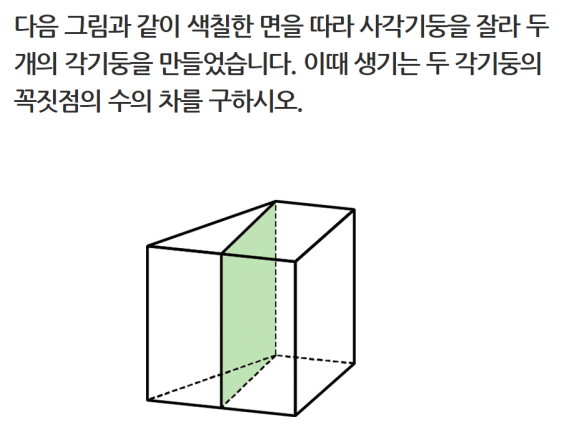 다음 그림과 같이 색칠한 면을 따라 사각기둥을 잘라 두
개의 각기둥을 만들었습니다. 이때 생기는 두 각기둥의
꼭짓점의 수의 차를 구하시오.